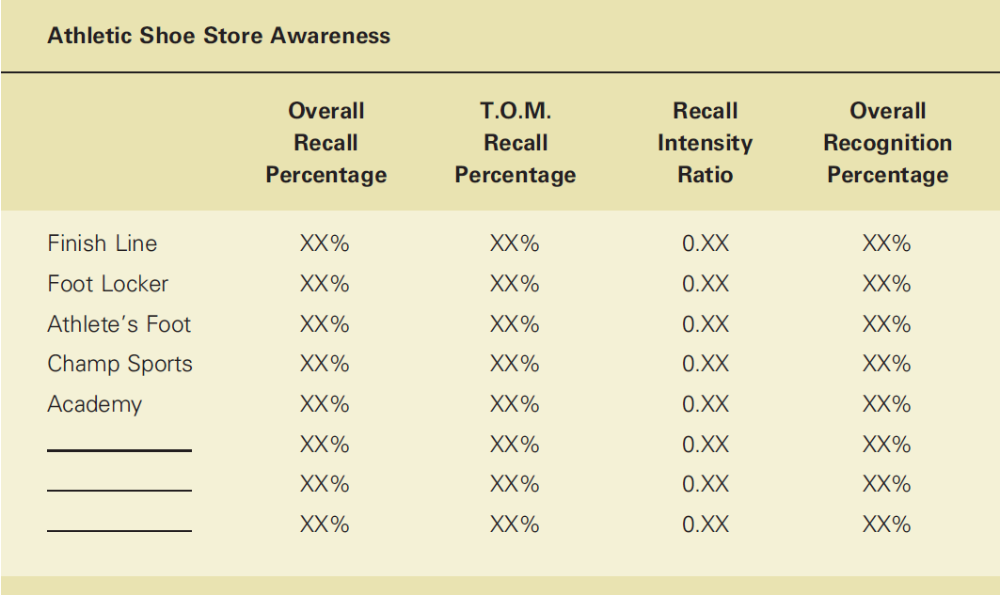 Athletic Shoe Store Awareness
Overall Recall Percentage T.O.M. Recall Percentage Recall Intensity Ratio Overall Recognition Percentage
Finish Line XX% XX% 0.XX XX%
Foot Locker XX% XX% 0.XX XX%
Athlete’s Foot XX% XX% 0.XX XX%
Champ Sports XX% XX% 0.XX XX%
Academy XX% XX% 0.XX XX%
XX% XX% 0.XX XX%
XX% XX% 0.XX XX%
XX% XX% 0.XX XX%